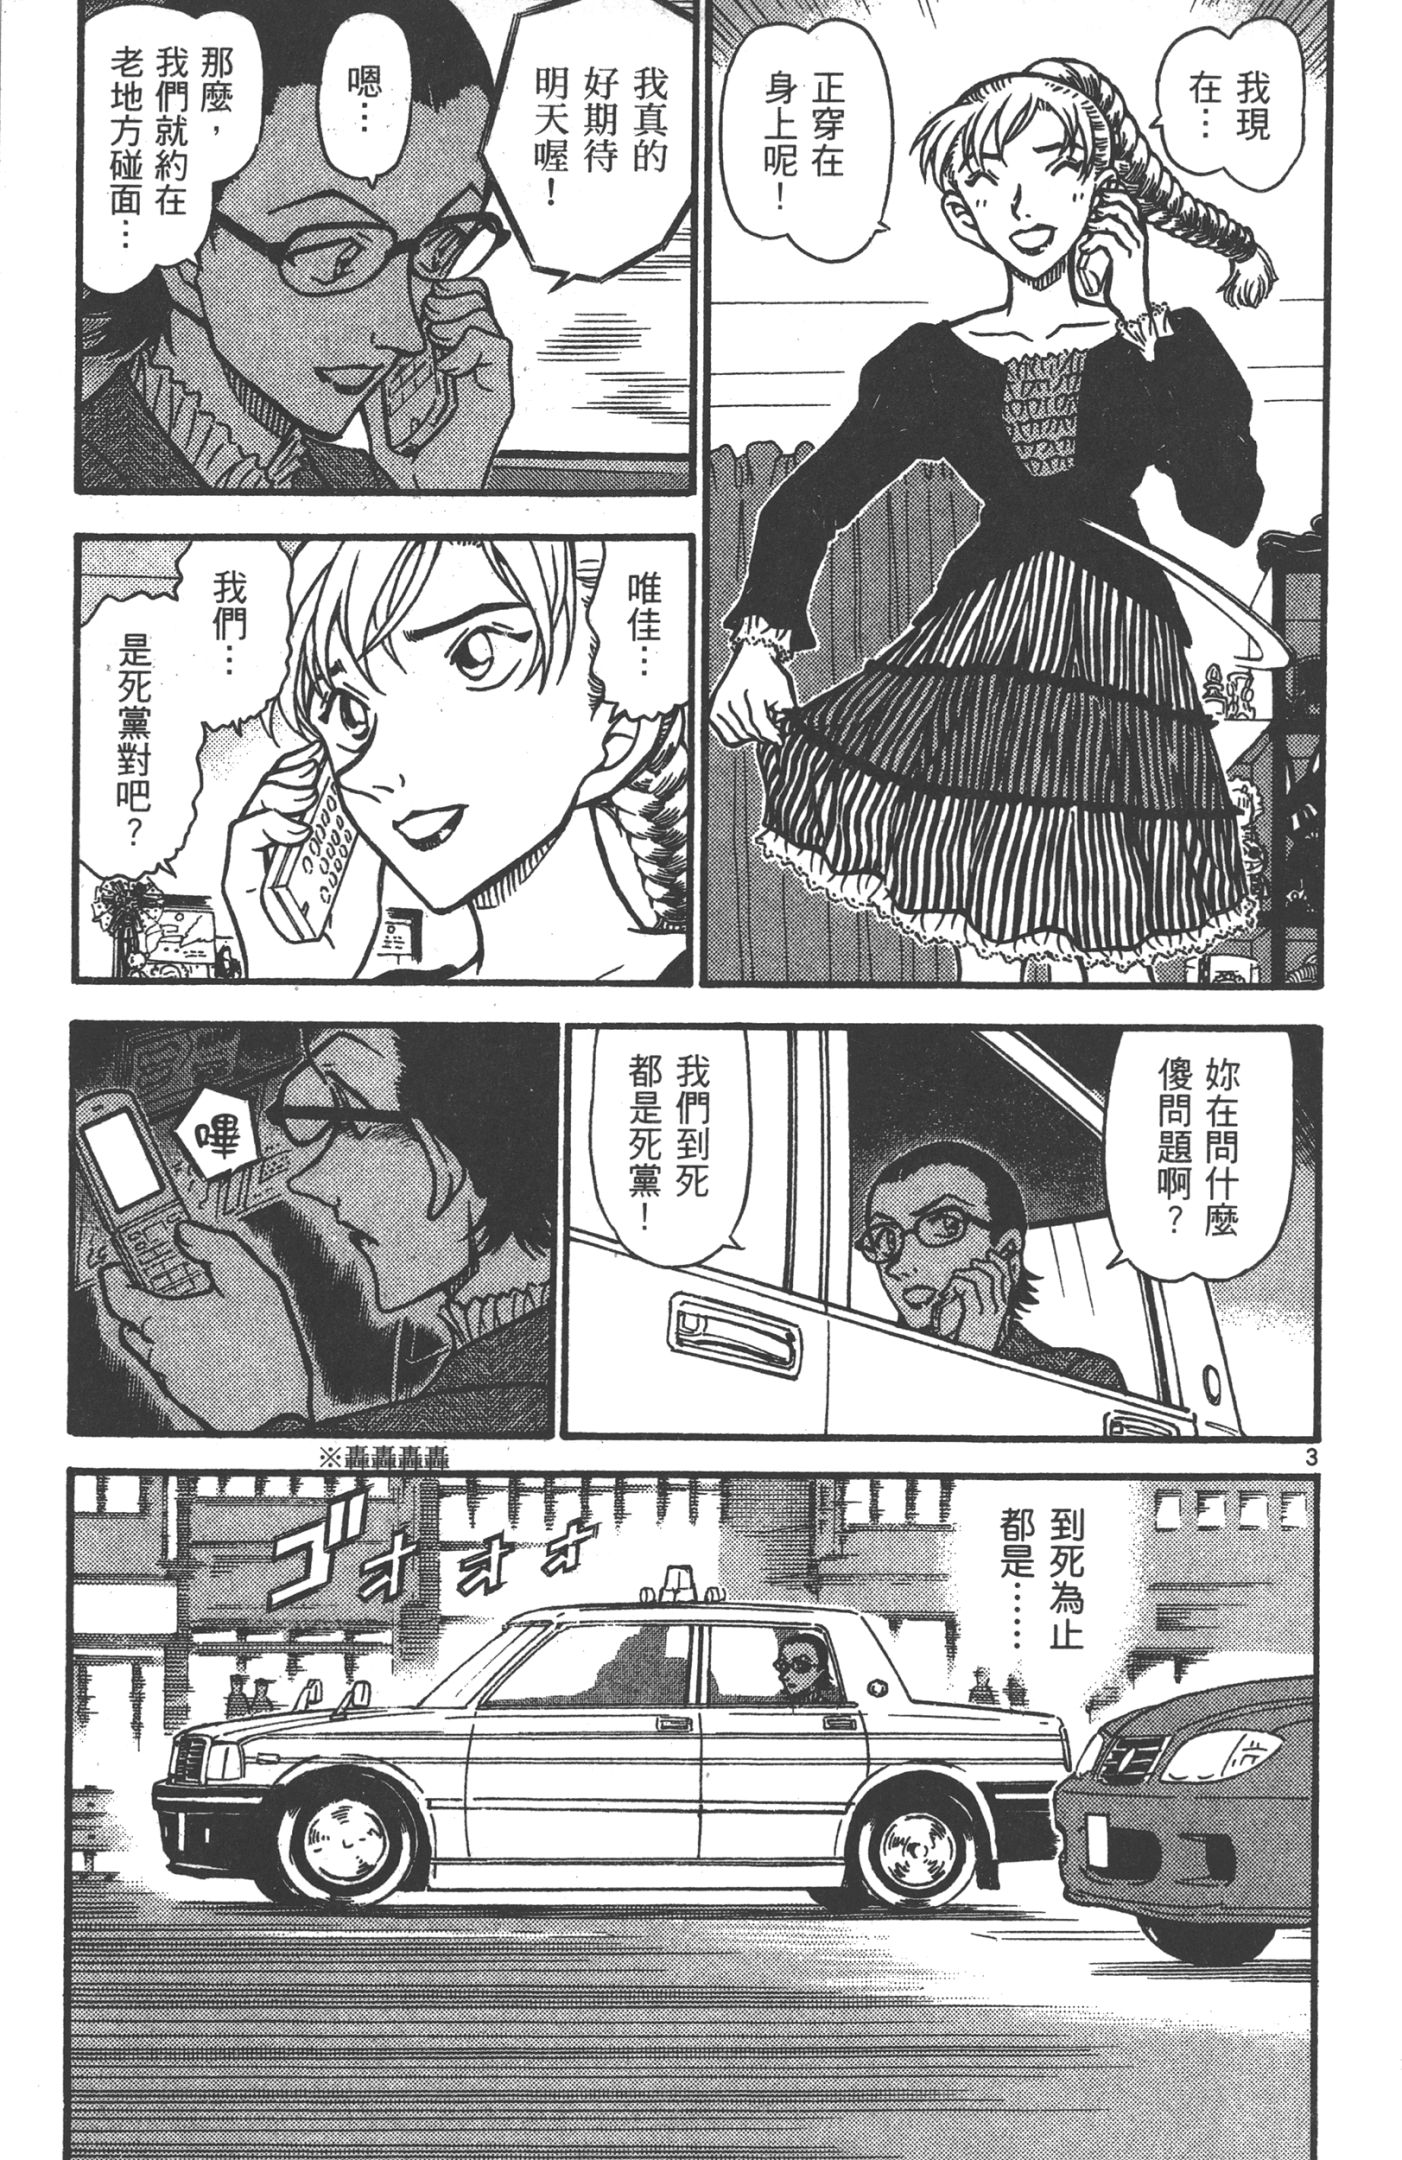 我現
在…
正穿在
身上呢！
我真的
好期待
明天喔！
嗯…
那麼，
我們就約在
老地方碰面…
唯佳…
我們…
是死黨對吧？
妳在問什麼
傻問題啊？
我們到死
都是死黨！
嗶
3
※轟轟轟轟
ゴォォォ
到死為止
都是……